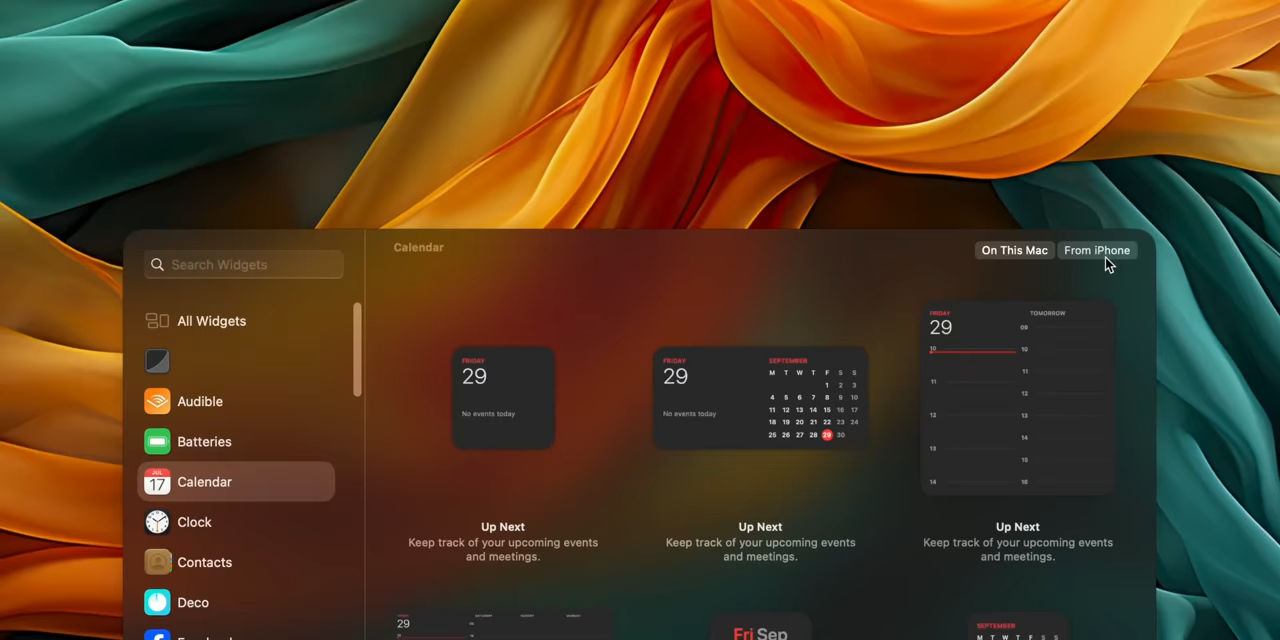 Search Widgets
All Widgets
Audible
Batteries
JUL
17
Calendar
Clock
Contacts
Deco
Calendar
On This Mac
From iPhone
FRIDAY
29
No events today
Up Next
Keep track of your upcoming events
and meetings.
FRIDAY
29
No events today
SEPTEMBER
M T W T F S S
1 2 3
4 5 6 7 8 9 10
11 12 13 14 15 16 17
18 19 20 21 22 23 24
25 26 27 28 29 30
Up Next
Keep track of your upcoming events
and meetings.
FRIDAY
29
10
11
12
13
14
TOMORROW
09
10
11
12
13
14
15
16
Up Next
Keep track of your upcoming events
and meetings.
29
Fri Sep
SEPTEMBER
M T W T F S S